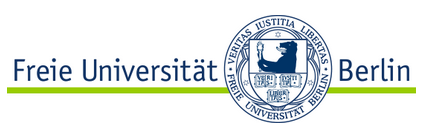 Freie Universität Berlin
VERITAS IUSTITIA LIBERTAS
FREIE UNIVERSITÄT BERLIN